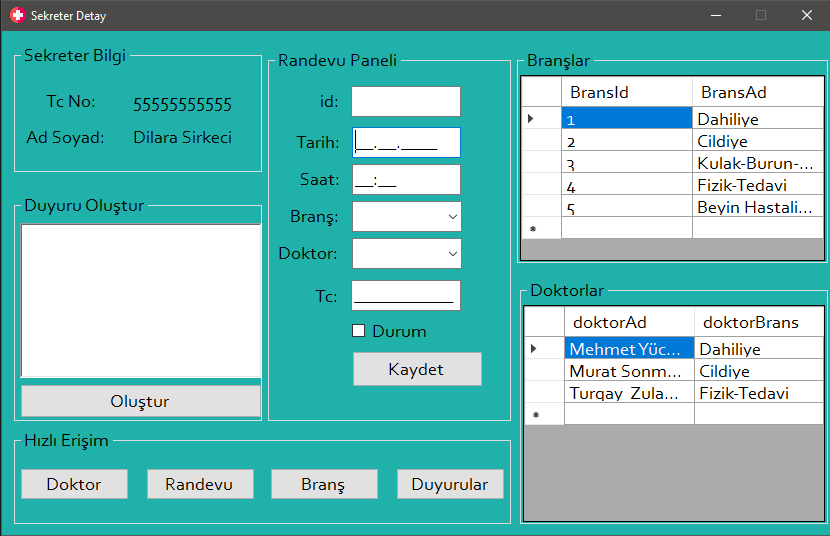 Sekreter Detay
Sekreter Bilgi
Tc No: 55555555555
Ad Soyad: Dilara Sirkeci
Duyuru Oluştur
Oluştur
Randevu Paneli
id:
Tarih: __.__.____
Saat: __:__
Branş:
Doktor:
Tc: ___________
Durum
Kaydet
Hızlı Erişim
Doktor Randevu Branş Duyurular
Branşlar
BransId BransAd
1 Dahiliye
2 Cildiye
3 Kulak-Burun-...
4 Fizik-Tedavi
5 Beyin Hastali...
Doktorlar
doktorAd doktorBrans
Mehmet Yüc... Dahiliye
Murat Sonm... Cildiye
Turgay Zula... Fizik-Tedavi